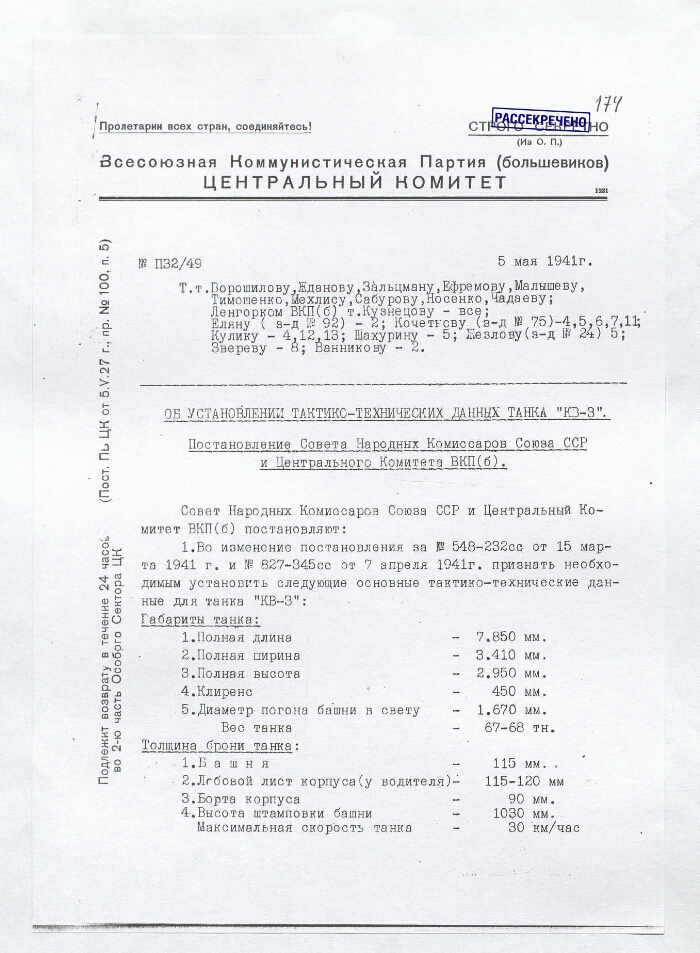 174
Пролетарии всех стран, соединяйтесь!
РАССЕКРЕЧЕНО
СТРОГО СЕКРЕТНО
(Из О. П.)
Всесоюзная Коммунистическая Партия (большевиков)
ЦЕНТРАЛЬНЫЙ КОМИТЕТ
1931
№ П32/49 5 мая 1941г.
Т.т.Ворошилову,Жданову,Зальцману,Ефремову,Малышеву,
Тимошенко,Мехлису,Сабурову,Носенко,Чадаеву;
Ленгорком ВКП(б) т.Кузнецову - все;
Еляну ( з-д № 92) - 2; Кочеткову (з-д № 75)-4,5,6,7,11;
Кулику - 4,12,13; Шахурину - 5; Жезлову(з-д № 24) 5;
Звереву - 8; Ванникову - 2.
ОБ УСТАНОВЛЕНИИ ТАКТИКО-ТЕХНИЧЕСКИХ ДАННЫХ ТАНКА "КВ-3".
Постановление Совета Народных Комиссаров Союза ССР
и Центрального Комитета ВКП(б).
Совет Народных Комиссаров Союза ССР и Центральный Ко-
митет ВКП(б) постановляют:
1.Во изменение постановления за № 548-232сс от 15 мар-
та 1941 г. и № 827-345сс от 7 апреля 1941г. признать необхо-
димым установить следующие основные тактико-технические дан-
ные для танка "КВ-3":
Габариты танка:
1.Полная длина - 7.850 мм.
2.Полная ширина - 3.410 мм.
3.Полная высота - 2.950 мм.
4.Клиренс - 450 мм.
5.Диаметр погона башни в свету - 1.670 мм.
Вес танка - 67-68 тн.
Толщина брони танка:
1.Б а ш н я - 115 мм.
2.Лобовой лист корпуса(у водителя)- 115-120 мм
3.Борта корпуса - 90 мм.
4.Высота штамповки башни - 1030 мм.
Максимальная скорость танка - 30 км/час
Подлежит возврату в течение 24 часов
во 2-ю часть Особого Сектора ЦК
(Пост. ПБ ЦК от 5.V.27 г., пр. № 100, п. 5)